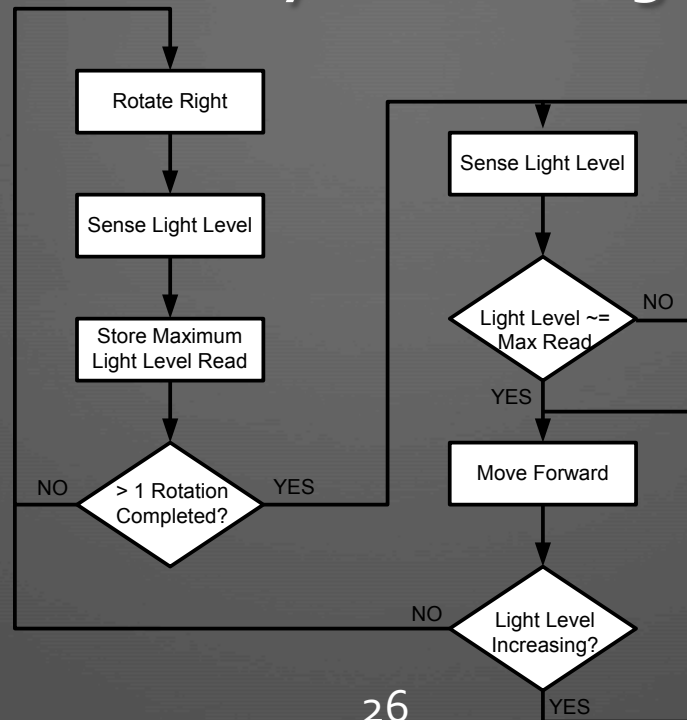 Rotate Right
Sense Light Level
Store Maximum
Light Level Read
> 1 Rotation
Completed?
NO
YES
Sense Light Level
Light Level ~=
Max Read
NO
YES
Move Forward
Light Level
Increasing?
NO
YES
26